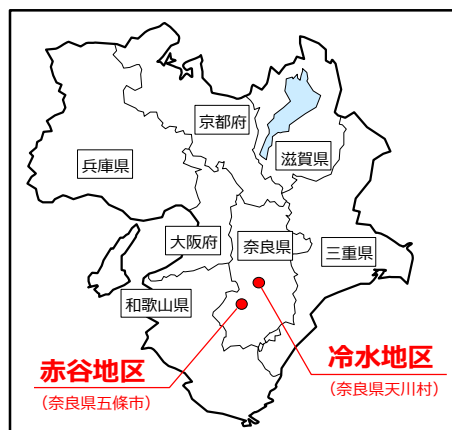 京都府
滋賀県
兵庫県
大阪府
奈良県
三重県
和歌山県
赤谷地区
（奈良県五條市）
冷水地区
（奈良県天川村）